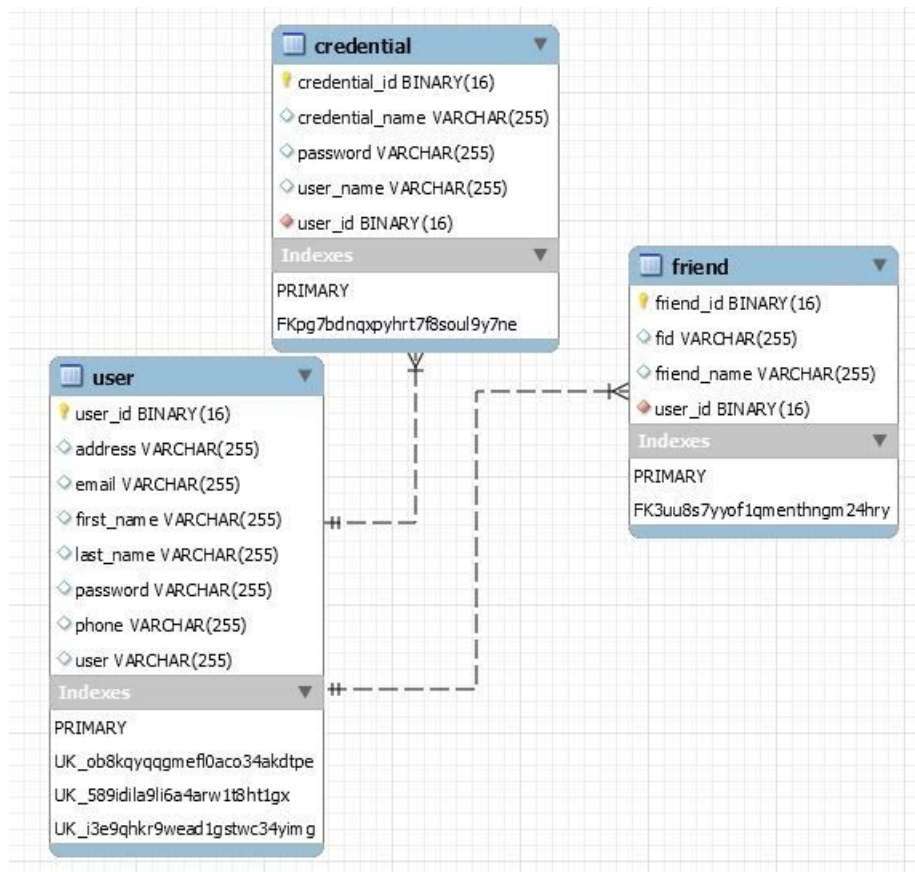 credential
credential_id BINARY(16)
credential_name VARCHAR(255)
password VARCHAR(255)
user_name VARCHAR(255)
user_id BINARY(16)
Indexes
PRIMARY
FKpg7bdnqxpyhrt7f8soul9y7ne
friend
friend_id BINARY(16)
fid VARCHAR(255)
friend_name VARCHAR(255)
user_id BINARY(16)
Indexes
PRIMARY
FK3uu8s7yyof1qmenthngm24hry
user
user_id BINARY(16)
address VARCHAR(255)
email VARCHAR(255)
first_name VARCHAR(255)
last_name VARCHAR(255)
password VARCHAR(255)
phone VARCHAR(255)
user VARCHAR(255)
Indexes
PRIMARY
UK_ob8kqyqqgmefl0aco34akdtpe
UK_589idila9li6a4arw1t8ht1gx
UK_i3e9qhkr9wead1gstwc34yimg